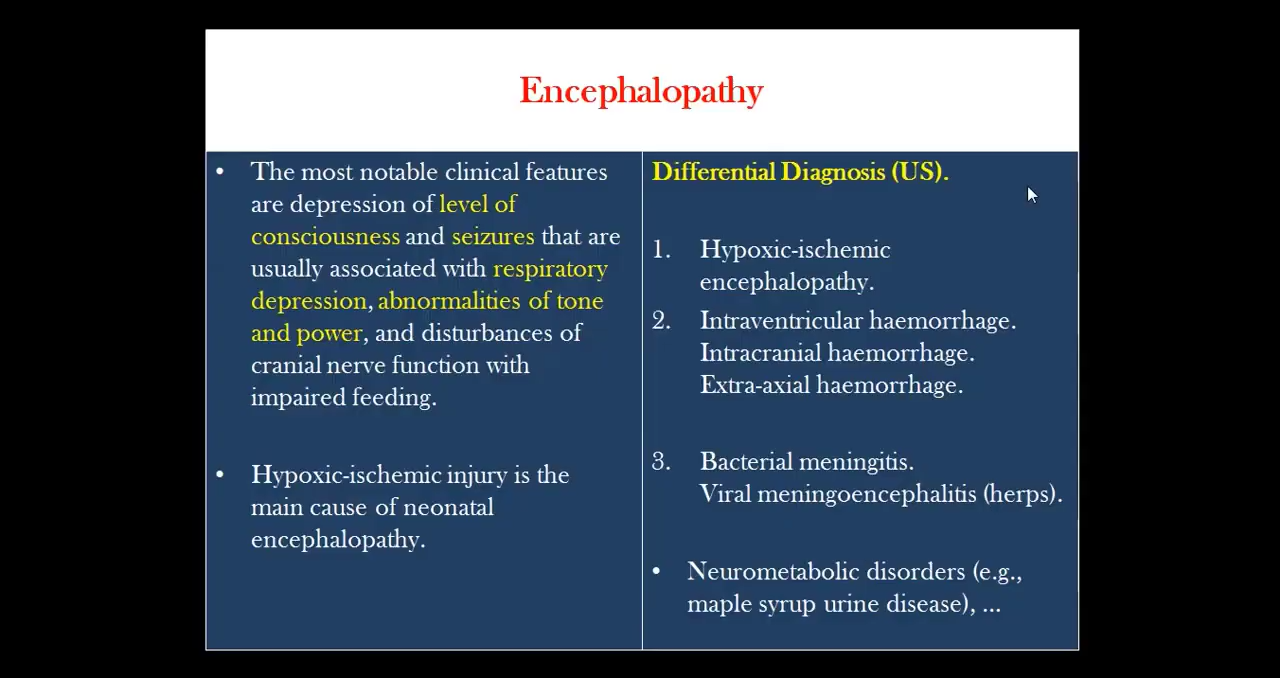 Encephalopathy
• The most notable clinical features
are depression of level of
consciousness and seizures that are
usually associated with respiratory
depression, abnormalities of tone
and power, and disturbances of
cranial nerve function with
impaired feeding.
• Hypoxic-ischemic injury is the
main cause of neonatal
encephalopathy.
Differential Diagnosis (US).
1. Hypoxic-ischemic
encephalopathy.
2. Intraventricular haemorrhage.
Intracranial haemorrhage.
Extra-axial haemorrhage.
3. Bacterial meningitis.
Viral meningoencephalitis (herps).
• Neurometabolic disorders (e.g.,
maple syrup urine disease), ...